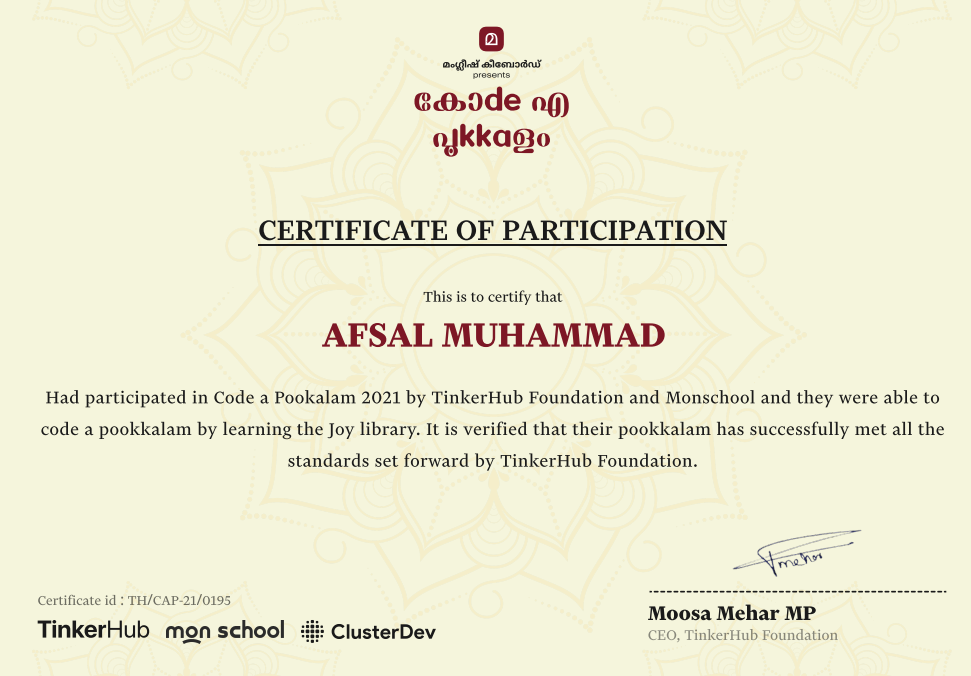 മ
മംഗ്ലീഷ് കീബോർഡ്
presents
കോde എ
പൂkkaളം
CERTIFICATE OF PARTICIPATION
This is to certify that
AFSAL MUHAMMAD
Had participated in Code a Pookalam 2021 by TinkerHub Foundation and Monschool and they were able to
code a pookkalam by learning the Joy library. It is verified that their pookkalam has successfully met all the
standards set forward by TinkerHub Foundation.
Certificate id : TH/CAP-21/0195
TinkerHub mon school ClusterDev
Moosa Mehar MP
CEO, TinkerHub Foundation